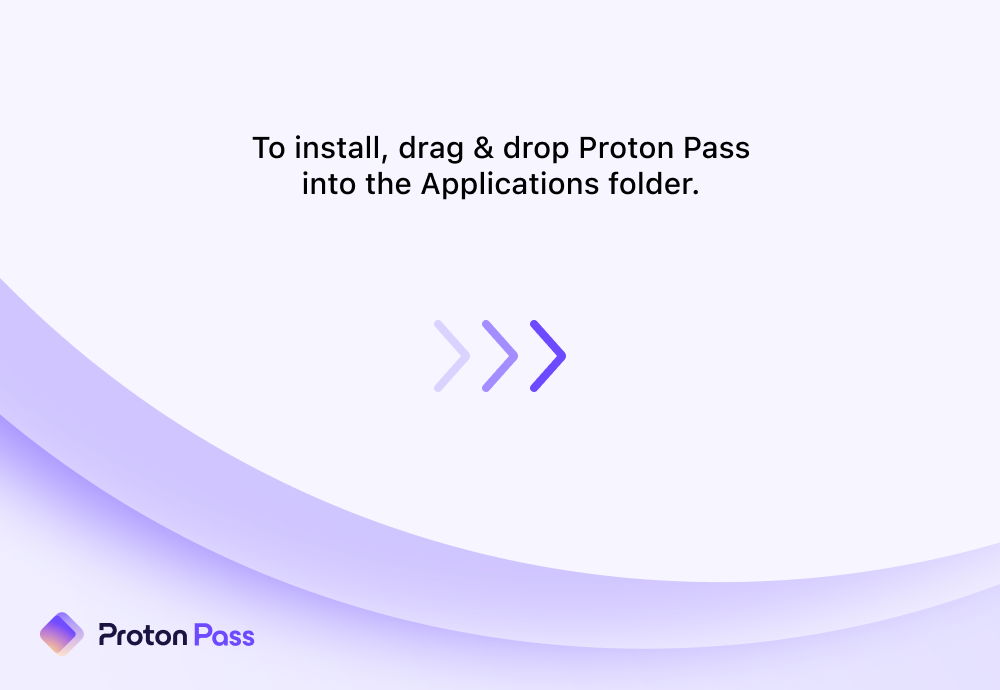 To install, drag & drop Proton Pass
into the Applications folder.
Proton Pass